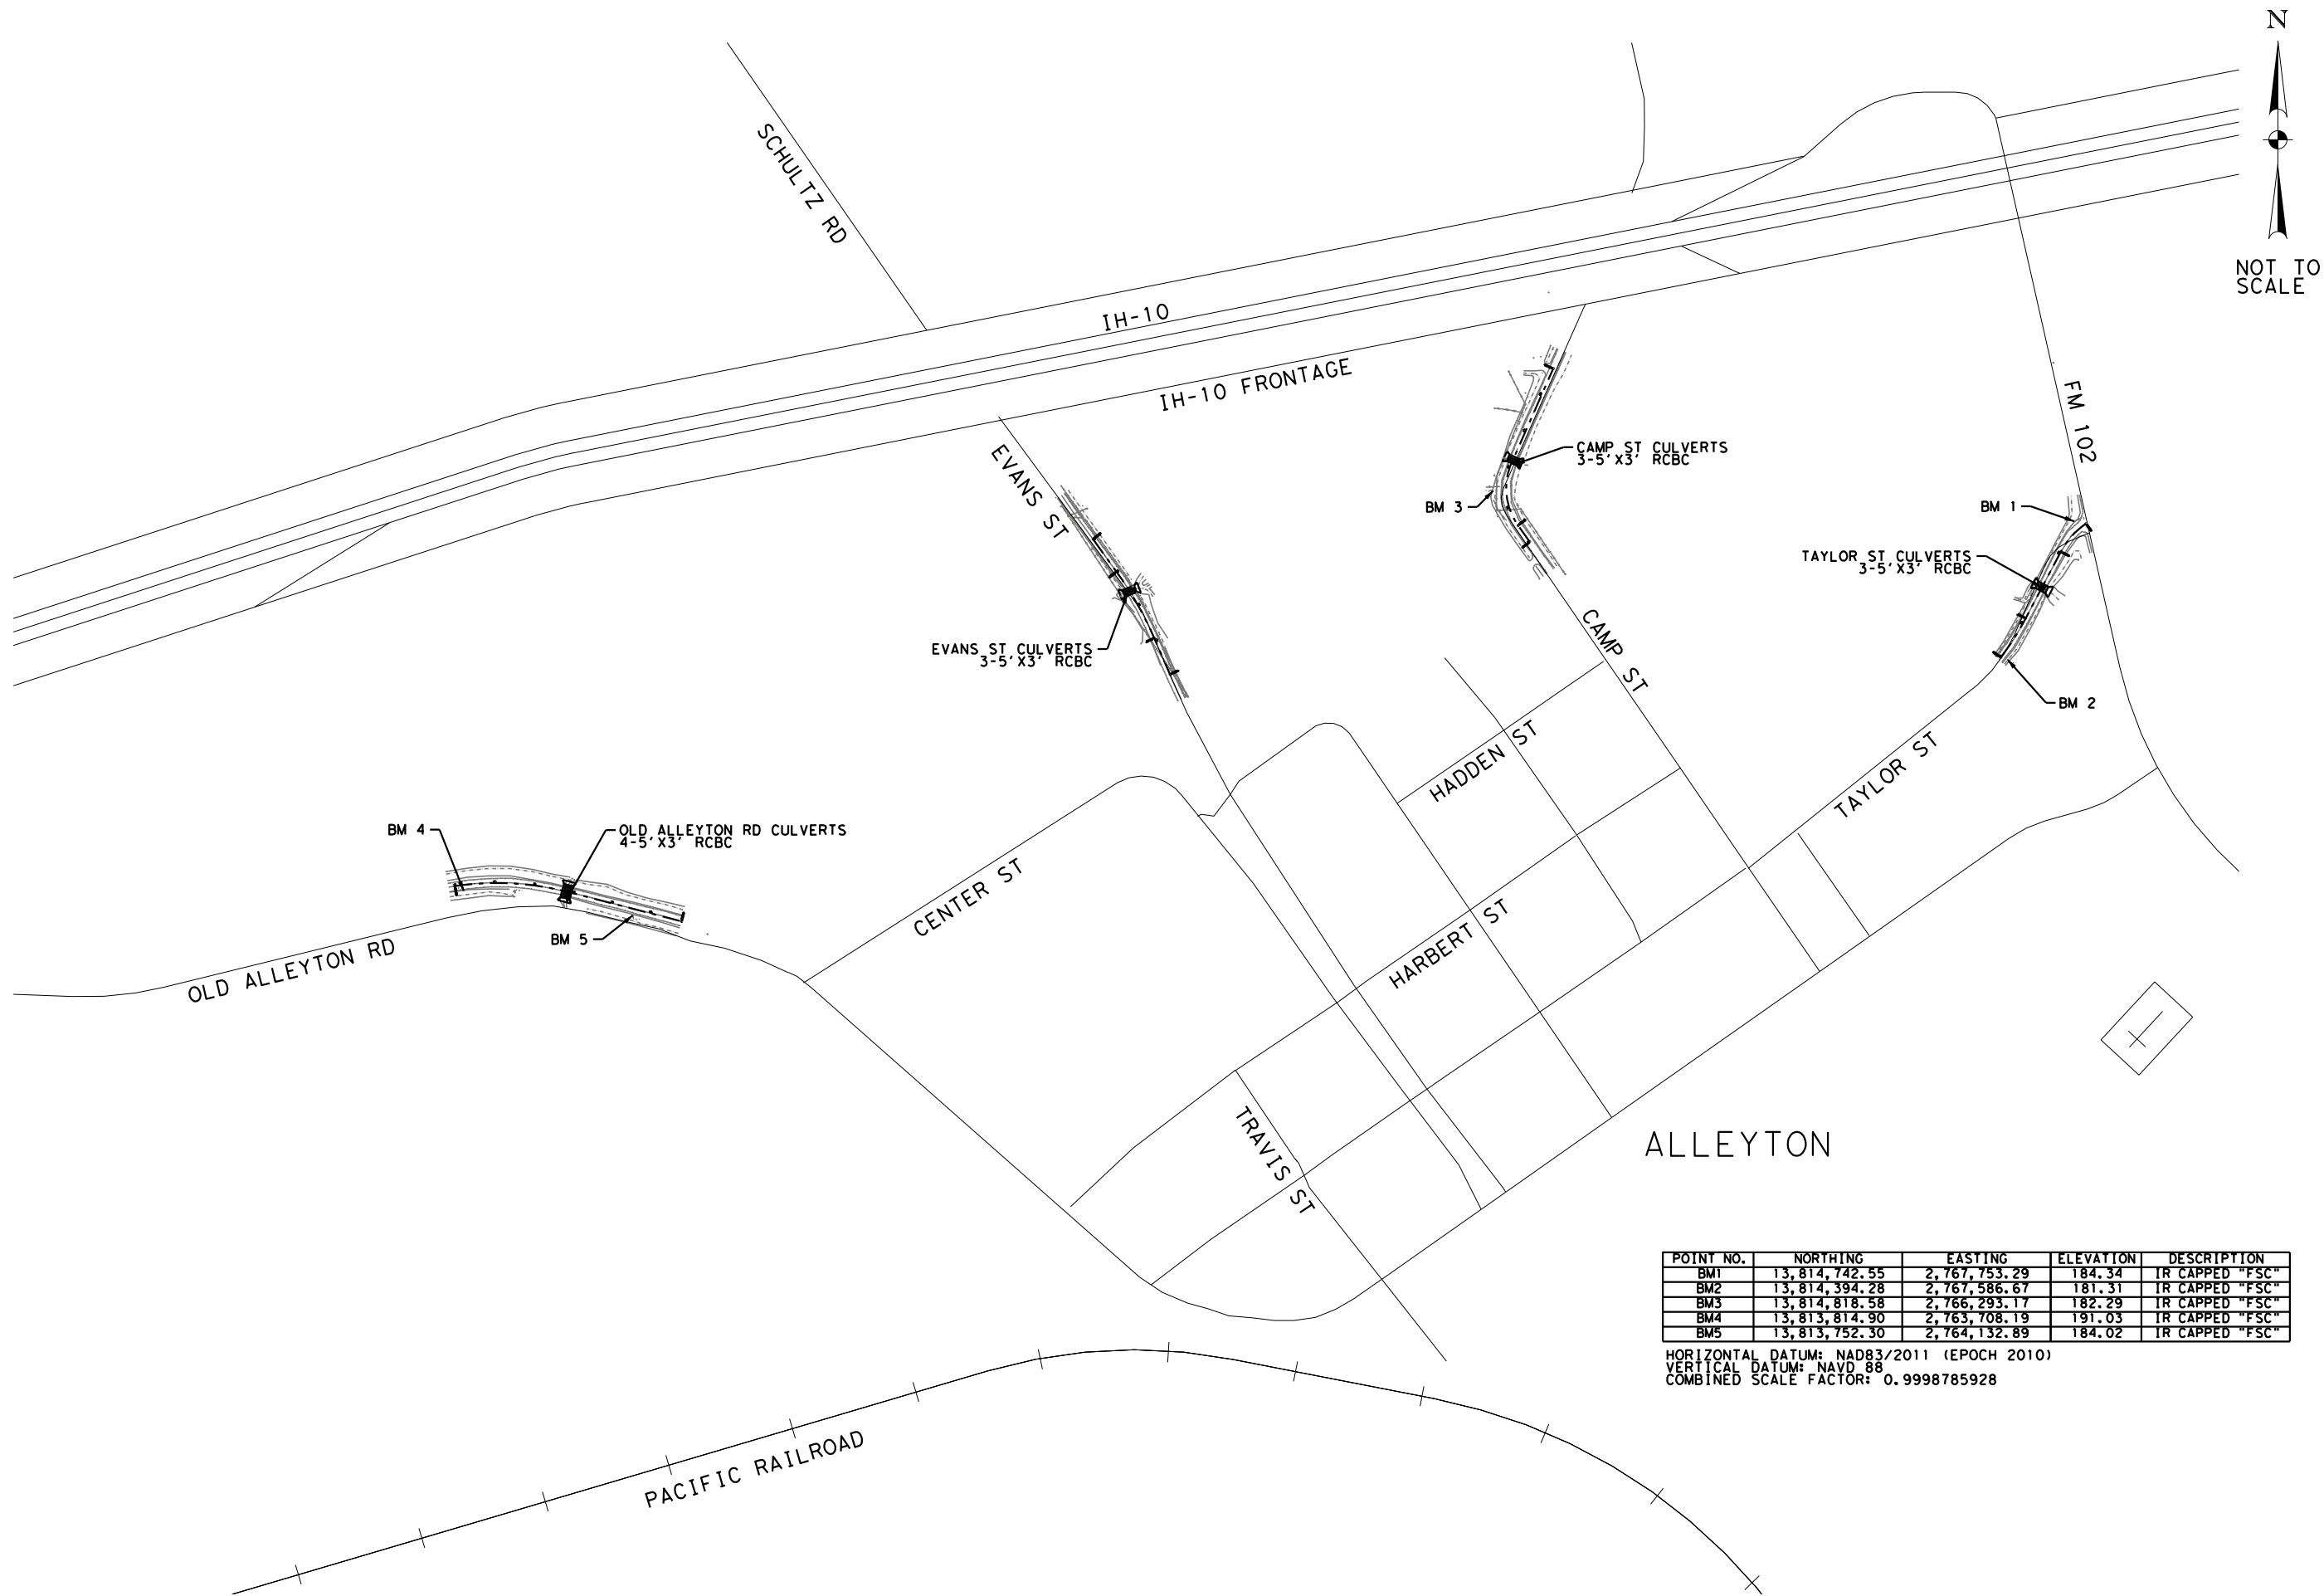 N
NOT TO
SCALE
SCHULTZ RD
IH-10
IH-10 FRONTAGE
FM 102
EVANS ST
CAMP ST CULVERTS
3-5'X3' RCBC
BM 3
BM 1
TAYLOR ST CULVERTS
3-5'X3' RCBC
EVANS ST CULVERTS
3-5'X3' RCBC
CAMP ST
BM 2
HADDEN ST
TAYLOR ST
BM 4
OLD ALLEYTON RD CULVERTS
4-5'X3' RCBC
CENTER ST
BM 5
HARBERT ST
OLD ALLEYTON RD
TRAVIS ST
ALLEYTON
PACIFIC RAILROAD
POINT NO. NORTHING EASTING ELEVATION DESCRIPTION
BM1 13,814,742.55 2,767,753.29 184.34 IR CAPPED "FSC"
BM2 13,814,394.28 2,767,586.67 181.31 IR CAPPED "FSC"
BM3 13,814,818.58 2,766,293.17 182.29 IR CAPPED "FSC"
BM4 13,813,814.90 2,763,708.19 191.03 IR CAPPED "FSC"
BM5 13,813,752.30 2,764,132.89 184.02 IR CAPPED "FSC"
HORIZONTAL DATUM: NAD83/2011 (EPOCH 2010)
VERTICAL DATUM: NAVD 88
COMBINED SCALE FACTOR: 0.9998785928